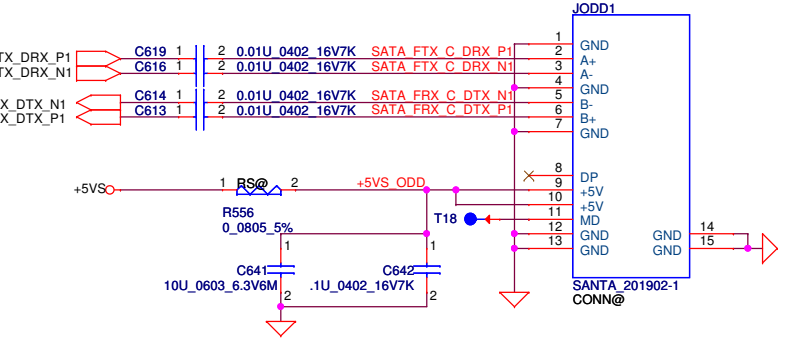 JODD1
TX_DRX_P1 C619 1 2 0.01U_0402_16V7K SATA_FTX_C_DRX_P1 1 GND
TX_DRX_N1 C616 1 2 0.01U_0402_16V7K SATA_FTX_C_DRX_N1 2 A+
3 A-
4 GND
X_DTX_N1 C614 1 2 0.01U_0402_16V7K SATA_FRX_C_DTX_N1 5 B-
X_DTX_P1 C613 1 2 0.01U_0402_16V7K SATA_FRX_C_DTX_P1 6 B+
7 GND
8 DP
+5VS 1 RS@ 2 +5VS_ODD 9 +5V
10 +5V
R556 T18 11 MD
0_0805_5% 12 GND 14 GND
13 GND 15 GND
1 1
C641 C642
10U_0603_6.3V6M .1U_0402_16V7K
2 2
SANTA_201902-1
CONN@